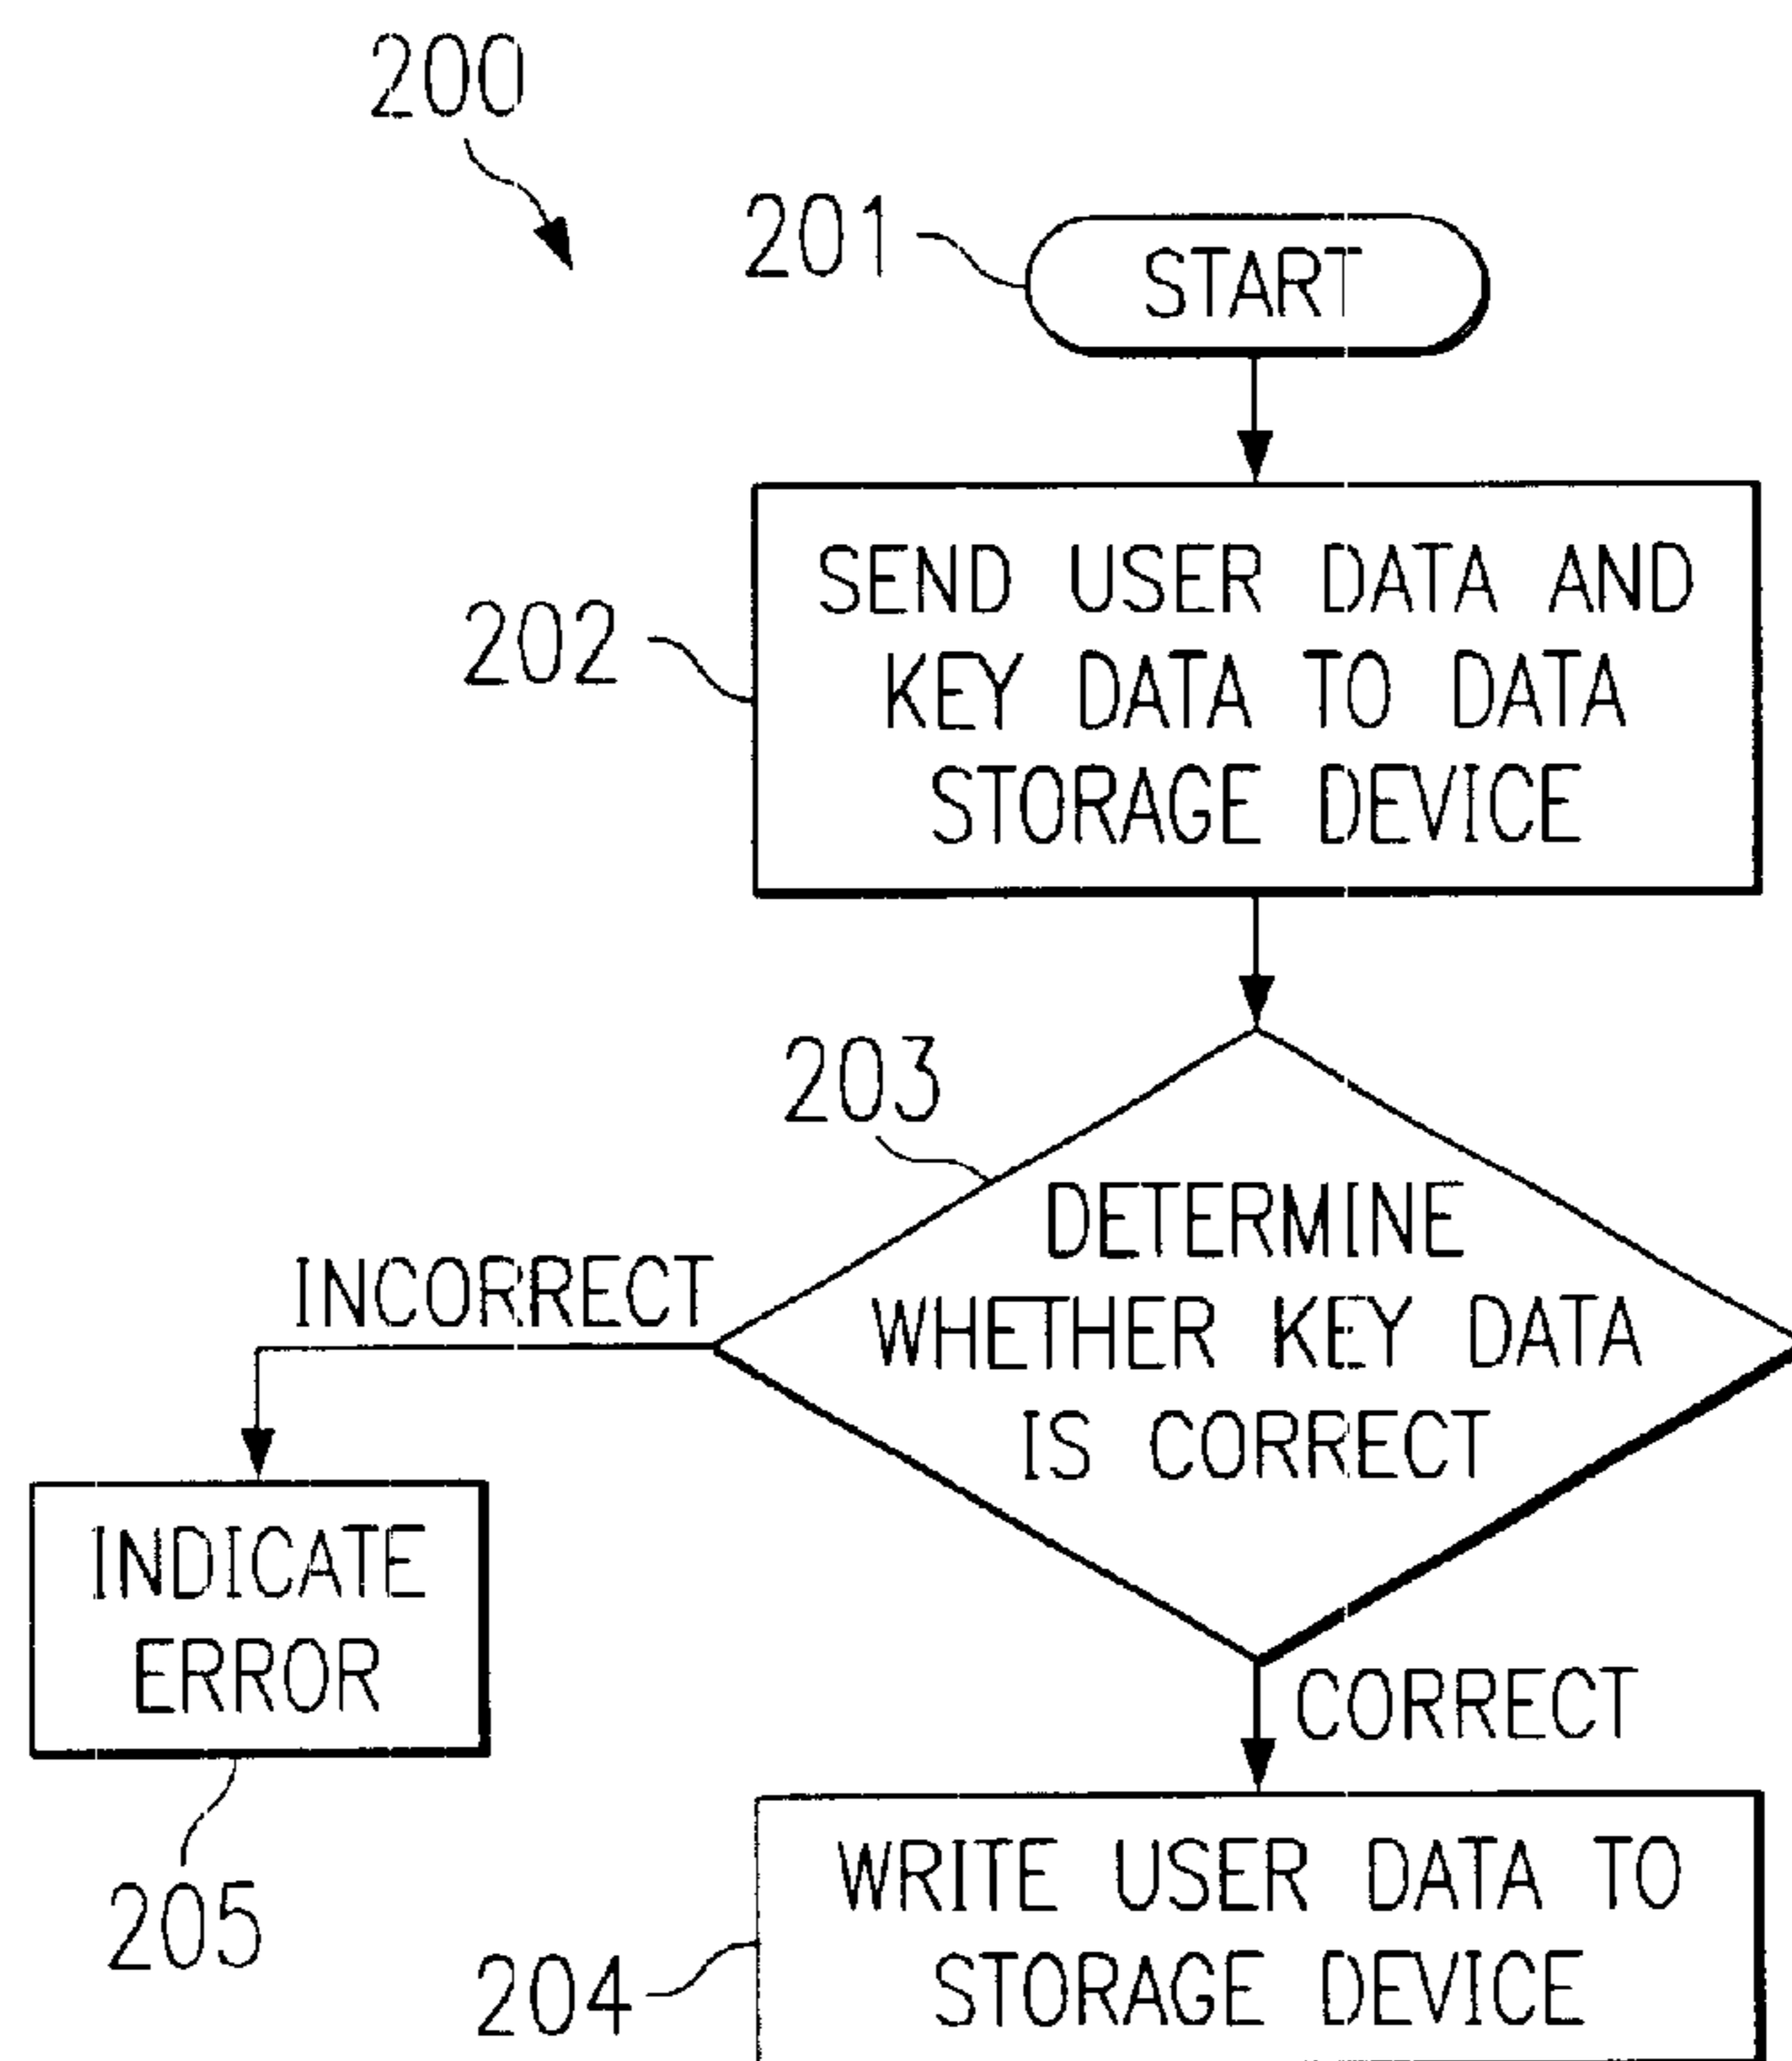 200
201
START
SEND USER DATA AND
KEY DATA TO DATA
STORAGE DEVICE
202
203
DETERMINE
WHETHER KEY DATA
IS CORRECT
INCORRECT
INDICATE
ERROR
205
CORRECT
WRITE USER DATA TO
STORAGE DEVICE
204